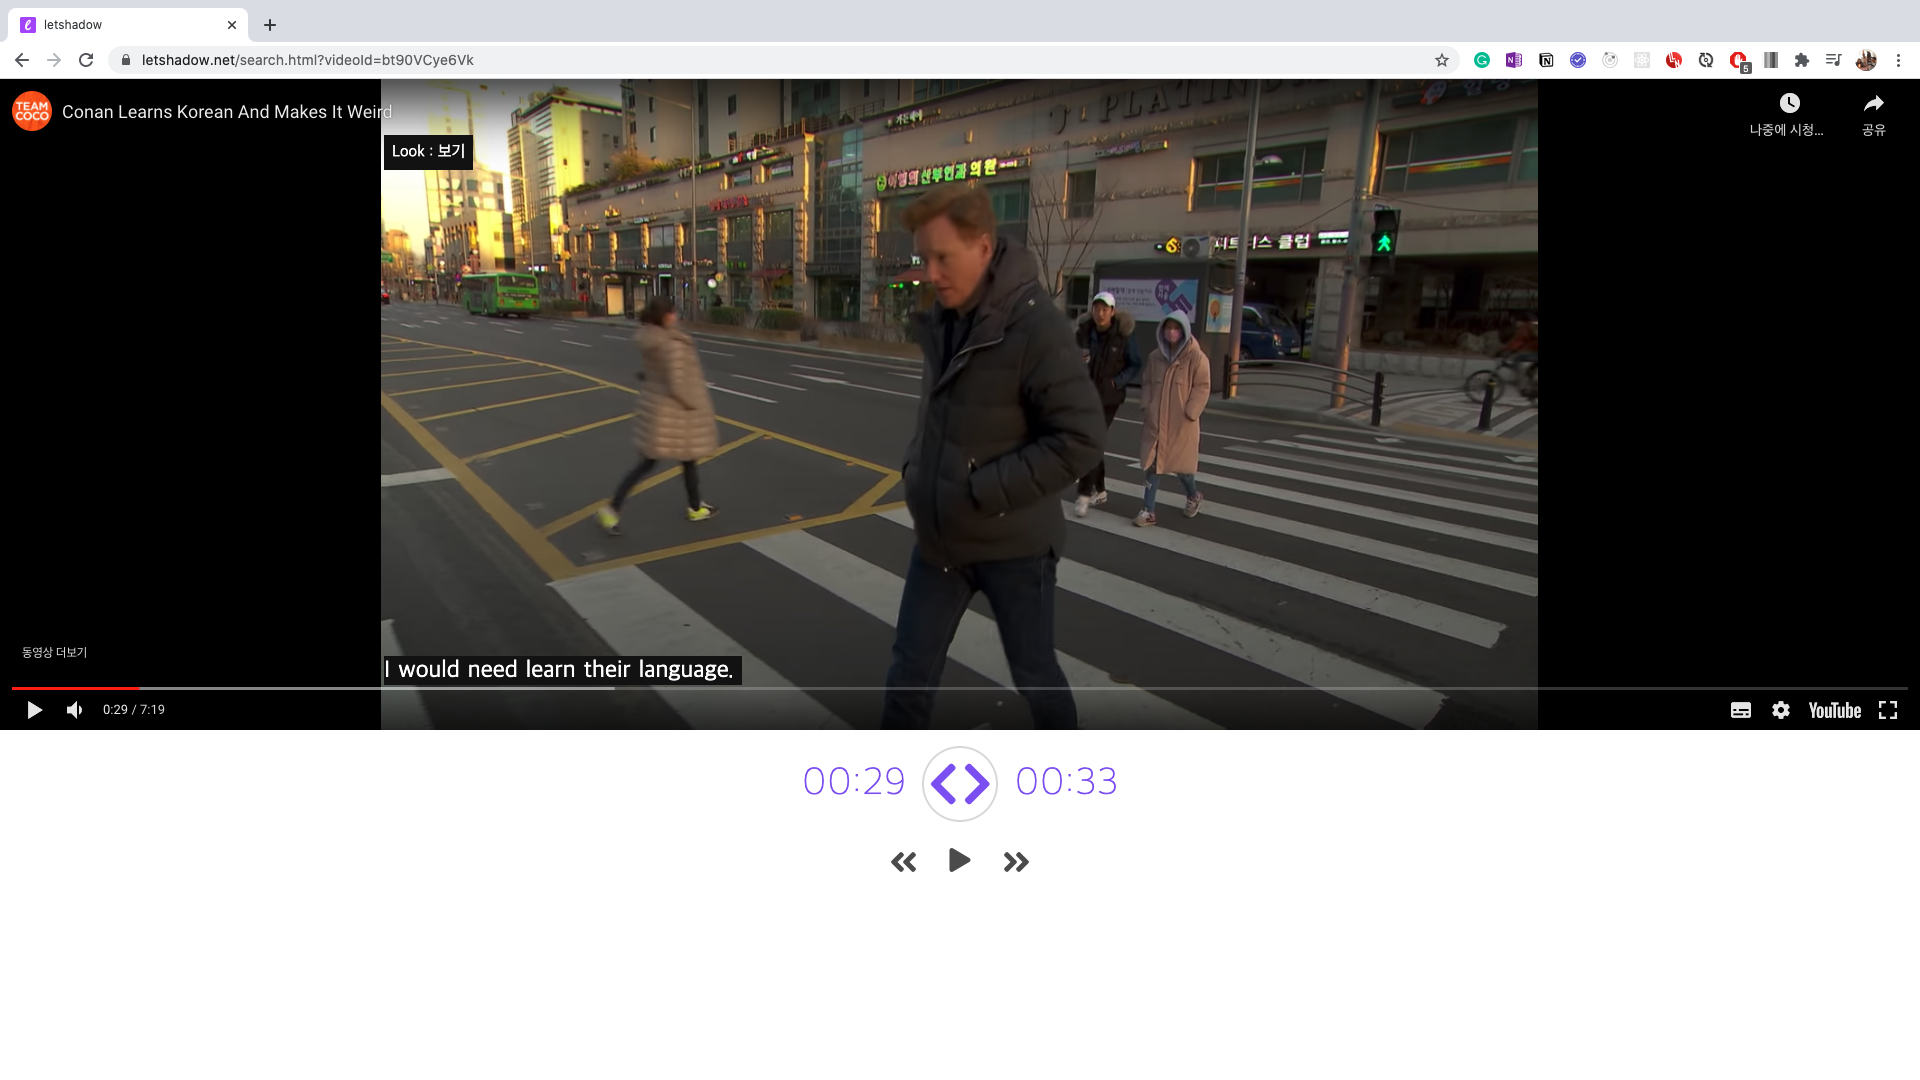 letshadow
letshadow.net/search.html?videoId=bt90VCye6Vk
5
TEAM COCO
Conan Learns Korean And Makes It Weird
나중에 시청...
공유
Look : 보기
PLATIN
산부인과 의원
피트니스 클럽
동영상 더보기
I would need learn their language.
0:29 / 7:19
YouTube
00:29
00:33